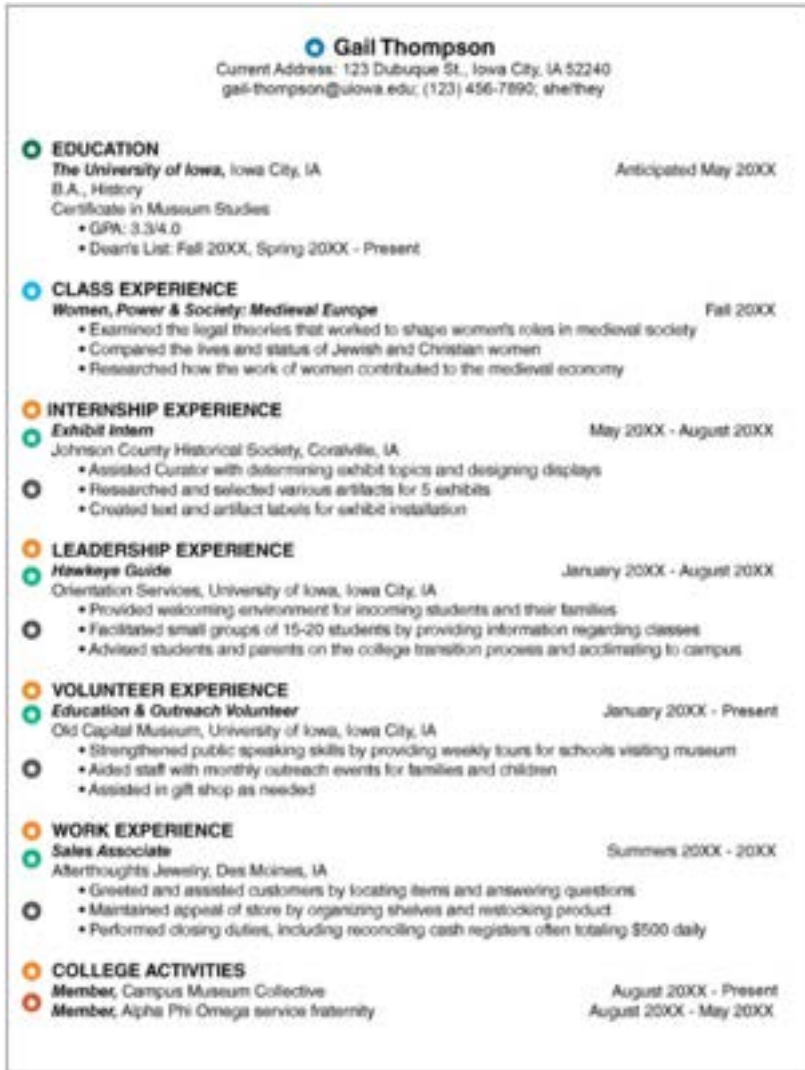 Gail Thompson
Current Address: 123 Dubuque St., Iowa City, IA 52240
gail-thompson@uiowa.edu; (123) 456-7890; she/they
EDUCATION
The University of Iowa, Iowa City, IA Anticipated May 20XX
B.A., History
Certificate in Museum Studies
• GPA: 3.3/4.0
• Dean's List: Fall 20XX, Spring 20XX - Present
CLASS EXPERIENCE
Women, Power & Society: Medieval Europe Fall 20XX
• Examined the legal theories that worked to shape women's roles in medieval society
• Compared the lives and status of Jewish and Christian women
• Researched how the work of women contributed to the medieval economy
INTERNSHIP EXPERIENCE
Exhibit Intern May 20XX - August 20XX
Johnson County Historical Society, Coralville, IA
• Assisted Curator with determining exhibit topics and designing displays
• Researched and selected various artifacts for 5 exhibits
• Created text and artifact labels for exhibit installation
LEADERSHIP EXPERIENCE
Hawkeye Guide January 20XX - August 20XX
Orientation Services, University of Iowa, Iowa City, IA
• Provided welcoming environment for incoming students and their families
• Facilitated small groups of 15-20 students by providing information regarding classes
• Advised students and parents on the college transition process and acclimating to campus
VOLUNTEER EXPERIENCE
Education & Outreach Volunteer January 20XX - Present
Old Capital Museum, University of Iowa, Iowa City, IA
• Strengthened public speaking skills by providing weekly tours for schools visiting museum
• Aided staff with monthly outreach events for families and children
• Assisted in gift shop as needed
WORK EXPERIENCE
Sales Associate Summers 20XX - 20XX
Afterthoughts Jewelry, Des Moines, IA
• Greeted and assisted customers by locating items and answering questions
• Maintained appeal of store by organizing shelves and restocking product
• Performed closing duties, including reconciling cash registers often totaling $500 daily
COLLEGE ACTIVITIES
Member, Campus Museum Collective August 20XX - Present
Member, Alpha Phi Omega service fraternity August 20XX - May 20XX